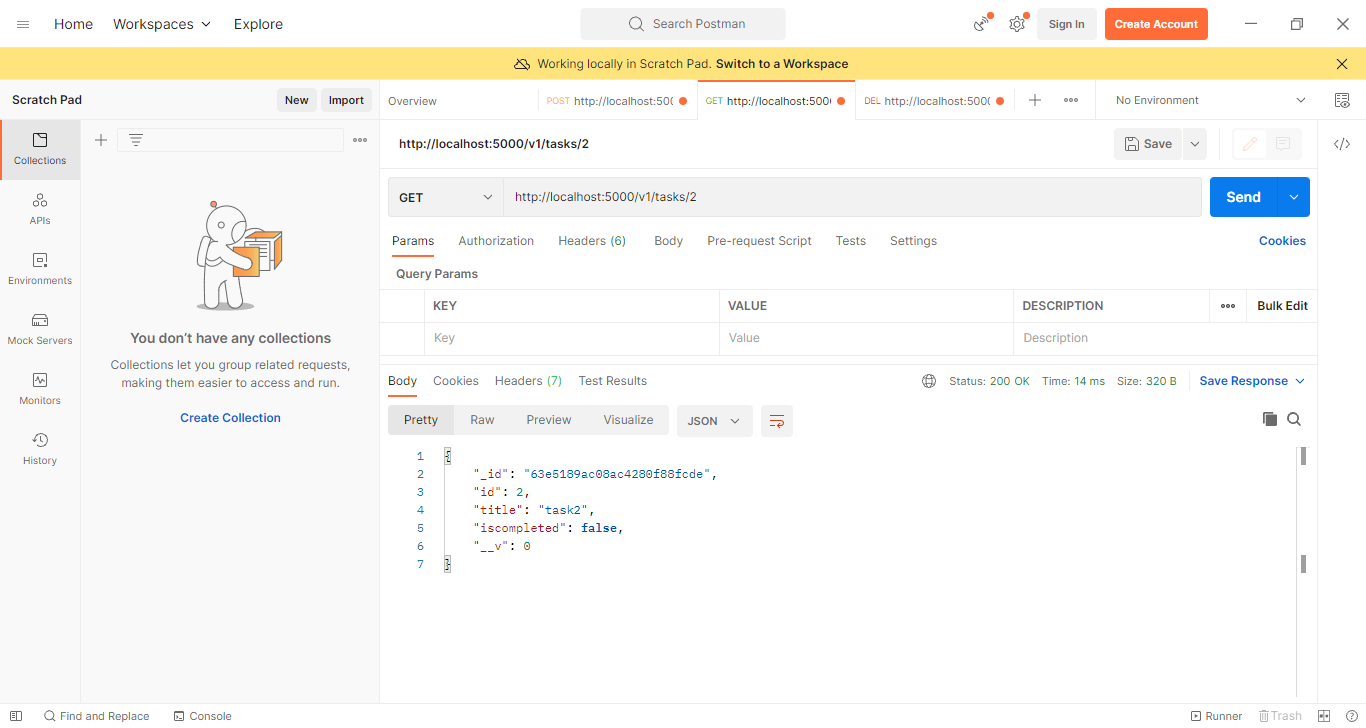 Home Workspaces Explore Search Postman Sign In Create Account
Working locally in Scratch Pad. Switch to a Workspace
Scratch Pad New Import Overview POST http://localhost:500 GET http://localhost:500 DEL http://localhost:500 No Environment
Collections
APIs
Environments
Mock Servers
Monitors
History
You don’t have any collections
Collections let you group related requests,
making them easier to access and run.
Create Collection
http://localhost:5000/v1/tasks/2 Save
GET http://localhost:5000/v1/tasks/2 Send
Params Authorization Headers (6) Body Pre-request Script Tests Settings Cookies
Query Params
KEY VALUE DESCRIPTION Bulk Edit
Key Value Description
Body Cookies Headers (7) Test Results Status: 200 OK Time: 14 ms Size: 320 B Save Response
Pretty Raw Preview Visualize JSON
1 {
2 "_id": "63e5189ac08ac4280f88fcde",
3 "id": 2,
4 "title": "task2",
5 "iscompleted": false,
6 "__v": 0
7 }
Find and Replace Console Runner Trash